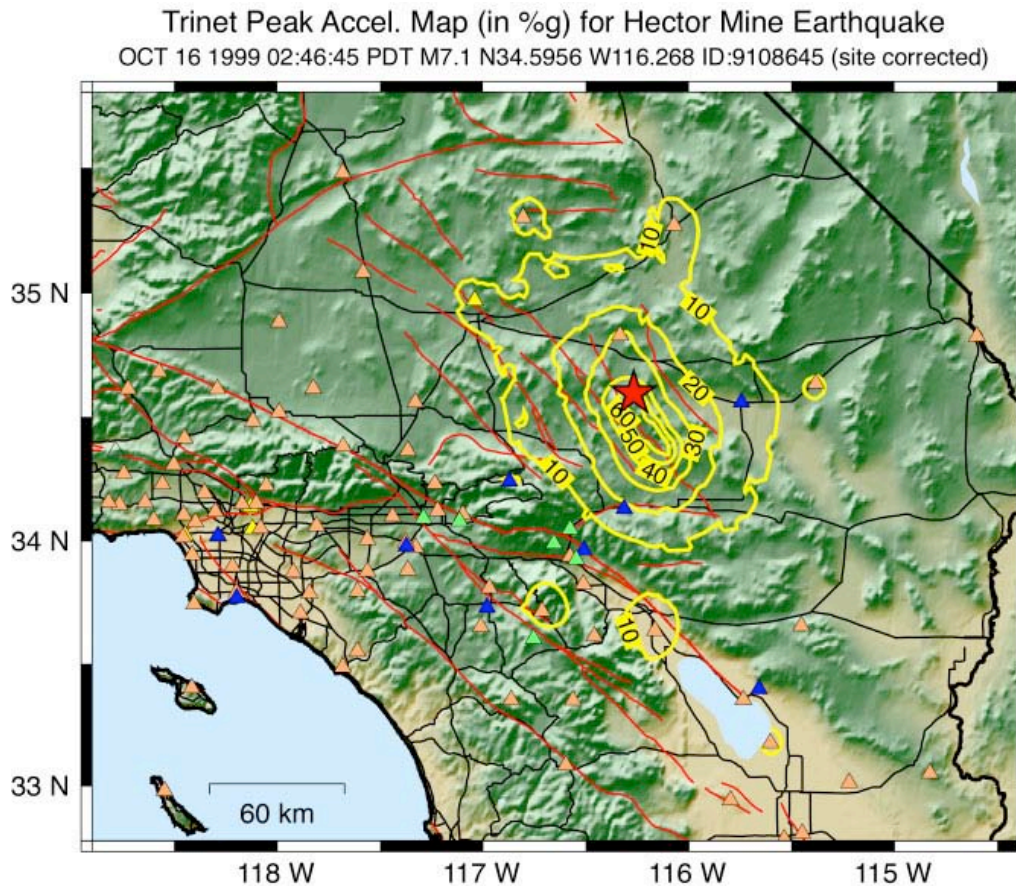 Trinet Peak Accel. Map (in %g) for Hector Mine Earthquake
OCT 16 1999 02:46:45 PDT M7.1 N34.5956 W116.268 ID:9108645 (site corrected)
10
10
35 N
20
60
50
30
40
10
34 N
10
33 N
60 km
118 W
117 W
116 W
115 W